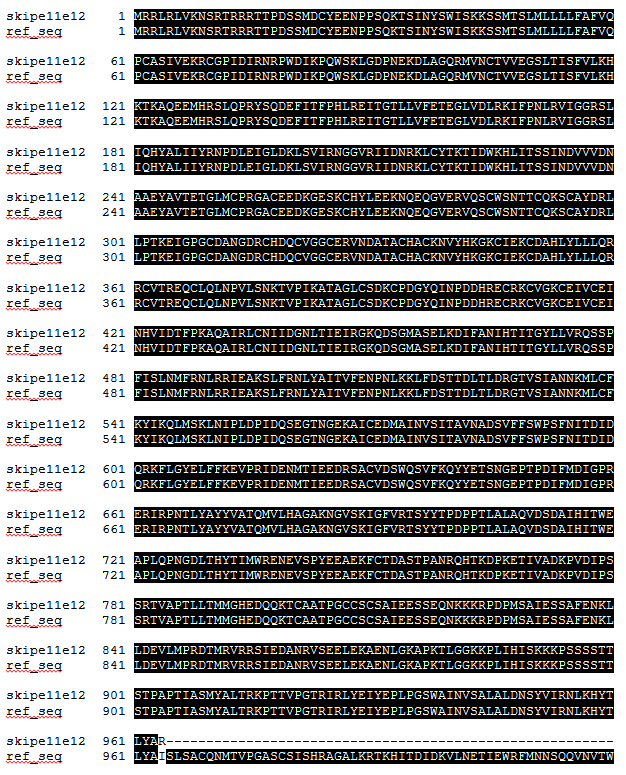 skipe11e12 1 MRRLRLVKNSRTRRRTTPDSSMDCYEENPPSQKTSINYSWISKKSSMTSLMLLLLFAFVQ
ref_seq 1 MRRLRLVKNSRTRRRTTPDSSMDCYEENPPSQKTSINYSWISKKSSMTSLMLLLLFAFVQ
skipe11e12 61 PCASIVEKRCGPIDIRNRPWDIKPQWSKLGDPNEKDLAGQRMVNCTVVEGSLTISFVLKH
ref_seq 61 PCASIVEKRCGPIDIRNRPWDIKPQWSKLGDPNEKDLAGQRMVNCTVVEGSLTISFVLKH
skipe11e12 121 KTKAQEEMHRSLQPRYSQDEFITFPHLREITGTLLVFETEGLVDLRKIFPNLRVIGGRSL
ref_seq 121 KTKAQEEMHRSLQPRYSQDEFITFPHLREITGTLLVFETEGLVDLRKIFPNLRVIGGRSL
skipe11e12 181 IQHYALIIYRNPDLEIGLDKLSVIRNGGVRIIDNRKLCYTKTIDWKHLITSSINDVVVDN
ref_seq 181 IQHYALIIYRNPDLEIGLDKLSVIRNGGVRIIDNRKLCYTKTIDWKHLITSSINDVVVDN
skipe11e12 241 AAEYAVTETGLMCPRGACEEDKGESKCHYLEEKNQEQGVERVQSCWSNTTCQKSCAYDRL
ref_seq 241 AAEYAVTETGLMCPRGACEEDKGESKCHYLEEKNQEQGVERVQSCWSNTTCQKSCAYDRL
skipe11e12 301 LPTKEIGPGCDANGDRCHDQCVGGCERVNDATACHACKNVYHKGKCIEKCDAHLYLLLQR
ref_seq 301 LPTKEIGPGCDANGDRCHDQCVGGCERVNDATACHACKNVYHKGKCIEKCDAHLYLLLQR
skipe11e12 361 RCVTREQCLQLNPVLSNKTVPIKATAGLCSDKCPDGYQINPDDHRECRKCVGKCEIVCEI
ref_seq 361 RCVTREQCLQLNPVLSNKTVPIKATAGLCSDKCPDGYQINPDDHRECRKCVGKCEIVCEI
skipe11e12 421 NHVIDTFPKAQAIRLCNIIDGNLTIEIRGKQDSGMASELKDIFANIHTITGYLLVRQSSP
ref_seq 421 NHVIDTFPKAQAIRLCNIIDGNLTIEIRGKQDSGMASELKDIFANIHTITGYLLVRQSSP
skipe11e12 481 FISLNMFRNLRRIEAKSLFRNLYAITVFENPNLKKLFDSTTDLTLDRGTVSIANNKMLCF
ref_seq 481 FISLNMFRNLRRIEAKSLFRNLYAITVFENPNLKKLFDSTTDLTLDRGTVSIANNKMLCF
skipe11e12 541 KYIKQLMSKLNIPLDPIDQSEGTNGEKAICEDMAINVSITAVNADSVFFSWPSFNITDID
ref_seq 541 KYIKQLMSKLNIPLDPIDQSEGTNGEKAICEDMAINVSITAVNADSVFFSWPSFNITDID
skipe11e12 601 QRKFLGYELFFKEVPRIDENMTIEEDRSACVDSWQSVFKQYYETSNGEPTPDIFMDIGPR
ref_seq 601 QRKFLGYELFFKEVPRIDENMTIEEDRSACVDSWQSVFKQYYETSNGEPTPDIFMDIGPR
skipe11e12 661 ERIRPNTLYAYYVATQMVLHAGAKNGVSKIGFVRTSYYTPDPPTLALAQVDSDAIHITWE
ref_seq 661 ERIRPNTLYAYYVATQMVLHAGAKNGVSKIGFVRTSYYTPDPPTLALAQVDSDAIHITWE
skipe11e12 721 APLQPNGDLTHYTIMWRENEVSPYEEAEKFCTDASTPANRQHTKDPKETIVADKPVDIPS
ref_seq 721 APLQPNGDLTHYTIMWRENEVSPYEEAEKFCTDASTPANRQHTKDPKETIVADKPVDIPS
skipe11e12 781 SRTVAPTLLTMMGHEDQQKTCAATPGCCSCSAIEESSEQNKKKRPDPMSAIESSAFENKL
ref_seq 781 SRTVAPTLLTMMGHEDQQKTCAATPGCCSCSAIEESSEQNKKKRPDPMSAIESSAFENKL
skipe11e12 841 LDEVLMPRDTMRVRRSIEDANRVSEELEKAENLGKAPKTLGGKKPLIHISKKKPSSSSTT
ref_seq 841 LDEVLMPRDTMRVRRSIEDANRVSEELEKAENLGKAPKTLGGKKPLIHISKKKPSSSSTT
skipe11e12 901 STPAPTIASMYALTRKPTTVPGTRIRLYEIYEPLPGSWAINVSALALDNSYVIRNLKHYT
ref_seq 901 STPAPTIASMYALTRKPTTVPGTRIRLYEIYEPLPGSWAINVSALALDNSYVIRNLKHYT
skipe11e12 961 LYAR--------------------------------------------------------
ref_seq 961 LYAISLSACQNMTVPGASCSISHRAGALKRTKHITDIDKVLNETIEWRFMNNSQQVNVTW